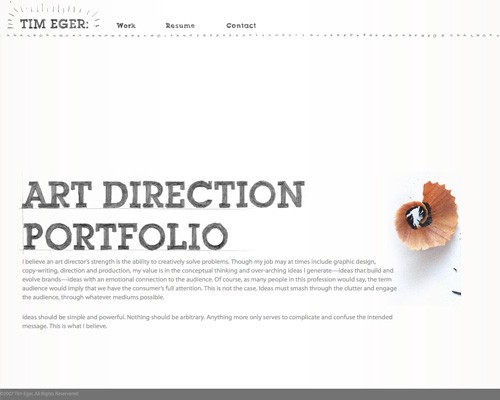 TIM EGER:
Work Resume Contact
ART DIRECTION
PORTFOLIO
I believe an art director's strength is the ability to creatively solve problems. Though my job may at times include graphic design,
copy-writing, direction and production, my value is in the conceptual thinking and over-arching ideas I generate—ideas that build and
evolve brands—ideas with an emotional connection to the audience. Of course, as many people in this profession would say, the term
audience would imply that we have the consumer's full attention. This is not the case. Ideas must smash through the clutter and engage
the audience, through whatever mediums possible.
Ideas should be simple and powerful. Nothing should be arbitrary. Anything more only serves to complicate and confuse the intended
message. This is what I believe.
Tim Eger, All Rights Reserved